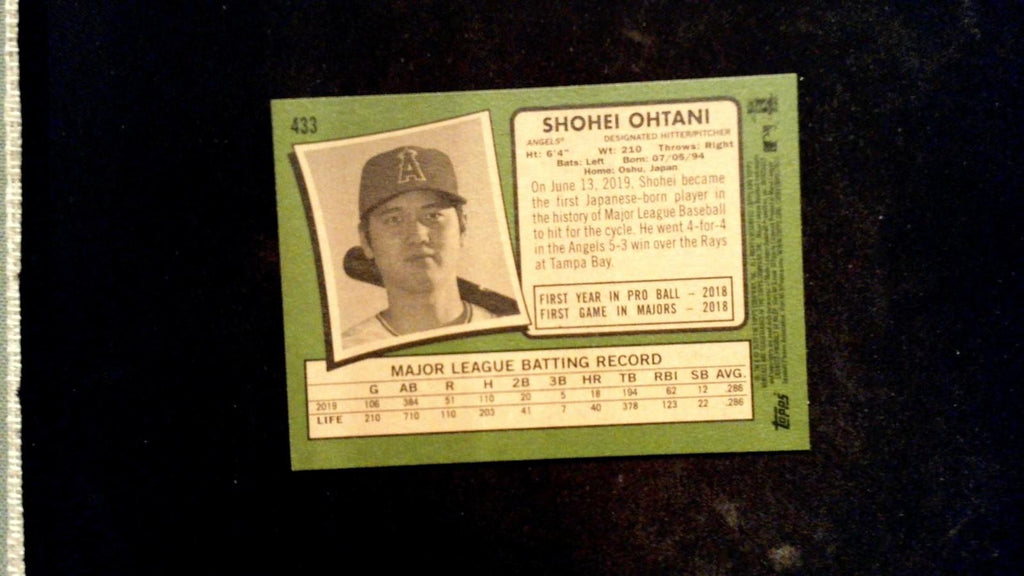 433
SHOHEI OHTANI
ANGELS® DESIGNATED HITTER/PITCHER
Ht: 6'4" Wt: 210 Throws: Right
Bats: Left Born: 07/05/94
Home: Oshu, Japan
On June 13, 2019, Shohei became
the first Japanese-born player in
the history of Major League Baseball
to hit for the cycle. He went 4-for-4
in the Angels 5-3 win over the Rays
at Tampa Bay.
FIRST YEAR IN PRO BALL – 2018
FIRST GAME IN MAJORS – 2018
A
MAJOR LEAGUE BATTING RECORD
G AB R H 2B 3B HR TB RBI SB AVG.
2019 106 384 51 110 20 5 18 194 62 12 .286
LIFE 210 710 110 203 41 7 40 378 123 22 .286
Topps